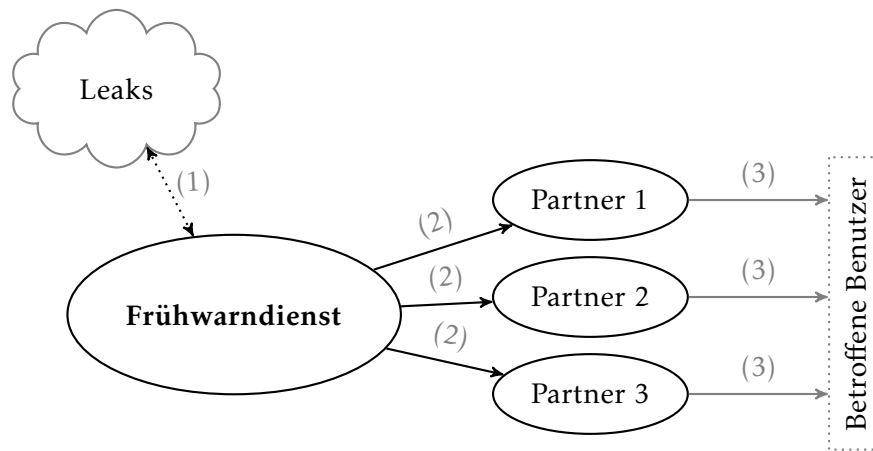 Leaks
(1)
Frühwarndienst
(2)
(2)
(2)
Partner 1
Partner 2
Partner 3
(3)
(3)
(3)
Betroffene Benutzer